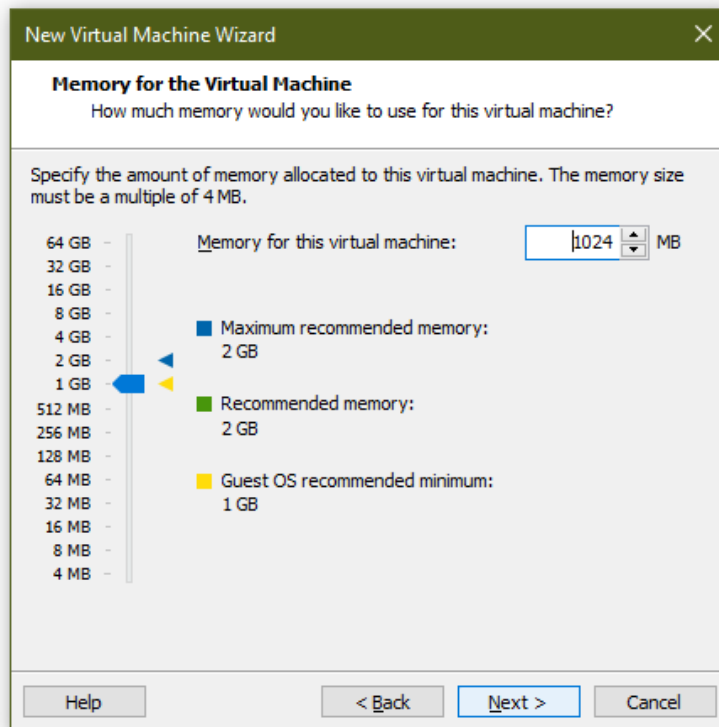 New Virtual Machine Wizard
Memory for the Virtual Machine
How much memory would you like to use for this virtual machine?
Specify the amount of memory allocated to this virtual machine. The memory size
must be a multiple of 4 MB.
64 GB
32 GB
16 GB
8 GB
4 GB
2 GB
1 GB
512 MB
256 MB
128 MB
64 MB
32 MB
16 MB
8 MB
4 MB
Memory for this virtual machine: 1024 MB
Maximum recommended memory:
2 GB
Recommended memory:
2 GB
Guest OS recommended minimum:
1 GB
Help < Back Next > Cancel